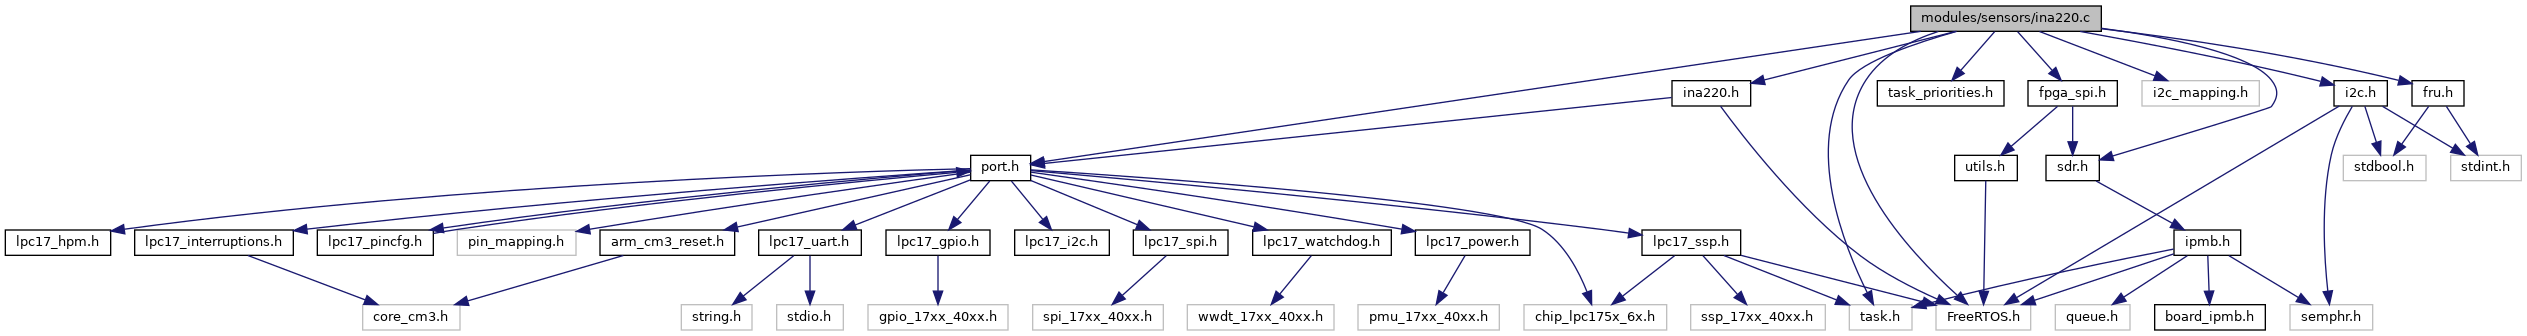 modules/sensors/ina220.c
ina220.h
task_priorities.h
fpga_spi.h
i2c_mapping.h
i2c.h
fru.h
port.h
utils.h
sdr.h
stdbool.h
stdint.h
lpc17_hpm.h
lpc17_interruptions.h
lpc17_pincfg.h
pin_mapping.h
arm_cm3_reset.h
lpc17_uart.h
lpc17_gpio.h
lpc17_i2c.h
lpc17_spi.h
lpc17_watchdog.h
lpc17_power.h
lpc17_ssp.h
ipmb.h
core_cm3.h
string.h
stdio.h
gpio_17xx_40xx.h
spi_17xx_40xx.h
wwdt_17xx_40xx.h
pmu_17xx_40xx.h
chip_lpc175x_6x.h
ssp_17xx_40xx.h
task.h
FreeRTOS.h
queue.h
board_ipmb.h
semphr.h